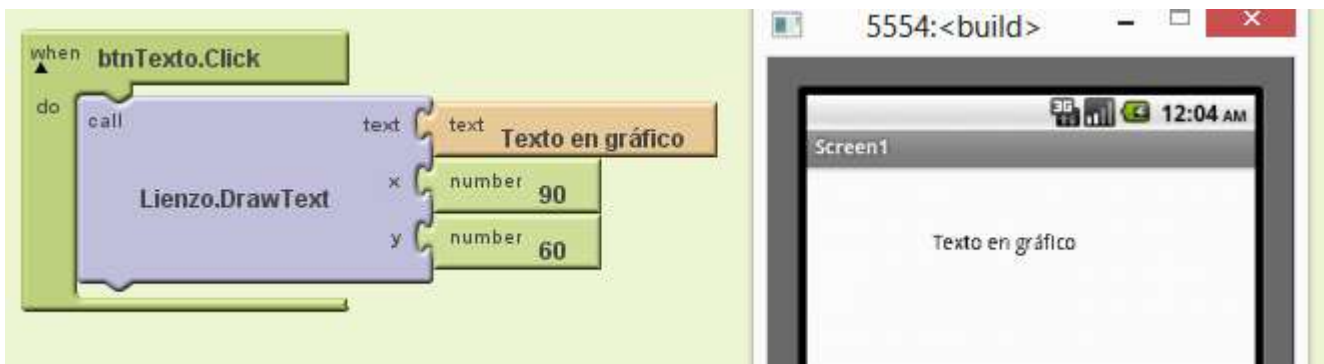 when btnTexto.Click
do
call
text
text Texto en gráfico
Lienzo.DrawText
x
number 90
y
number 60
5554:<build>
3G 12:04 AM
Screen1
Texto en gráfico